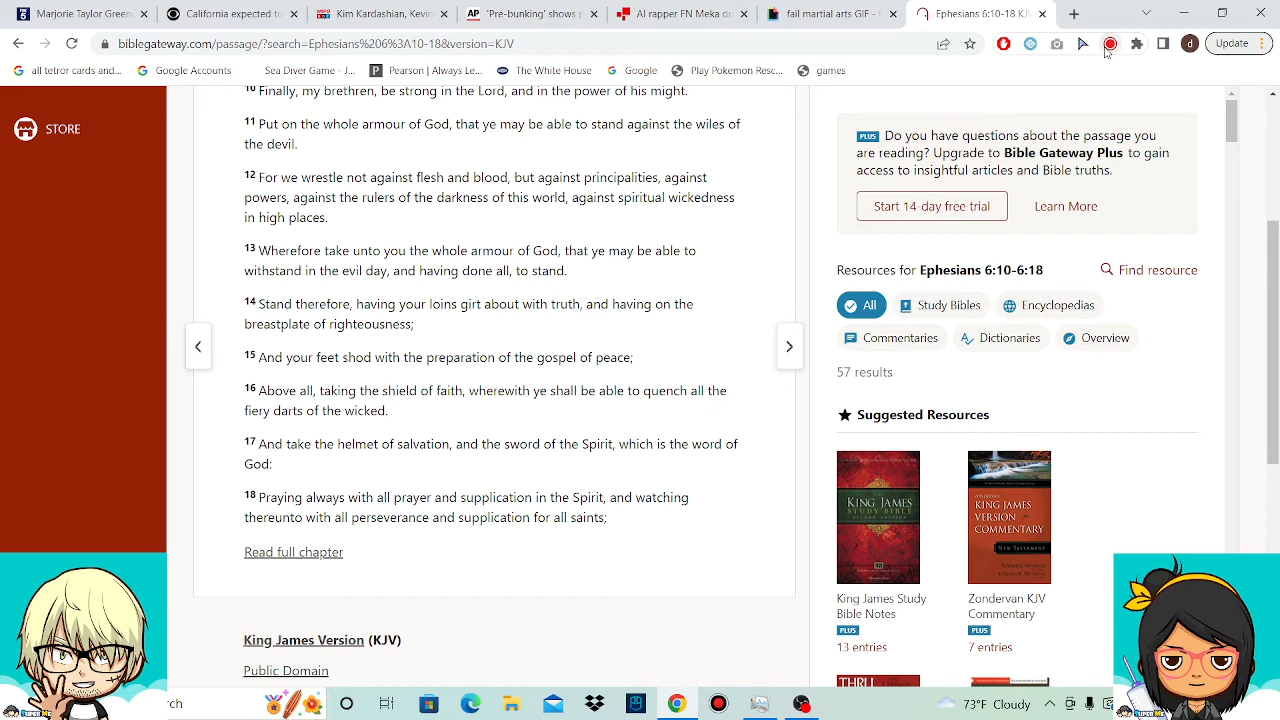 Marjorie Taylor Green
California expected to
Kim Kardashian, Kevin
'Pre-bunking' shows p
AI rapper FN Meka dr
fail martial arts GIF - F
Ephesians 6:10-18 KJV
biblegateway.com/passage/?search=Ephesians%206%3A10-18&version=KJV
Update
all tetror cards and...
Google Accounts
Sea Diver Game - J...
Pearson | Always Le...
The White House
Google
Play Pokemon Resc...
games
STORE
10 Finally, my brethren, be strong in the Lord, and in the power of his might.
11 Put on the whole armour of God, that ye may be able to stand against the wiles of
the devil.
12 For we wrestle not against flesh and blood, but against principalities, against
powers, against the rulers of the darkness of this world, against spiritual wickedness
in high places.
13 Wherefore take unto you the whole armour of God, that ye may be able to
withstand in the evil day, and having done all, to stand.
14 Stand therefore, having your loins girt about with truth, and having on the
breastplate of righteousness;
15 And your feet shod with the preparation of the gospel of peace;
16 Above all, taking the shield of faith, wherewith ye shall be able to quench all the
fiery darts of the wicked.
17 And take the helmet of salvation, and the sword of the Spirit, which is the word of
God:
18 Praying always with all prayer and supplication in the Spirit, and watching
thereunto with all perseverance and supplication for all saints;
Read full chapter
King James Version (KJV)
Public Domain
PLUS Do you have questions about the passage you
are reading? Upgrade to Bible Gateway Plus to gain
access to insightful articles and Bible truths.
Start 14-day free trial
Learn More
Resources for Ephesians 6:10-6:18
Find resource
All
Study Bibles
Encyclopedias
Commentaries
Dictionaries
Overview
57 results
Suggested Resources
KING JAMES
STUDY BIBLE
SECOND EDITION
KING JAMES
VERSION
COMMENTARY
NEW TESTAMENT
King James Study
Bible Notes
PLUS
13 entries
Zondervan KJV
Commentary
PLUS
7 entries
THRU
rch
73°F Cloudy
SUPER ME
SUPER ME